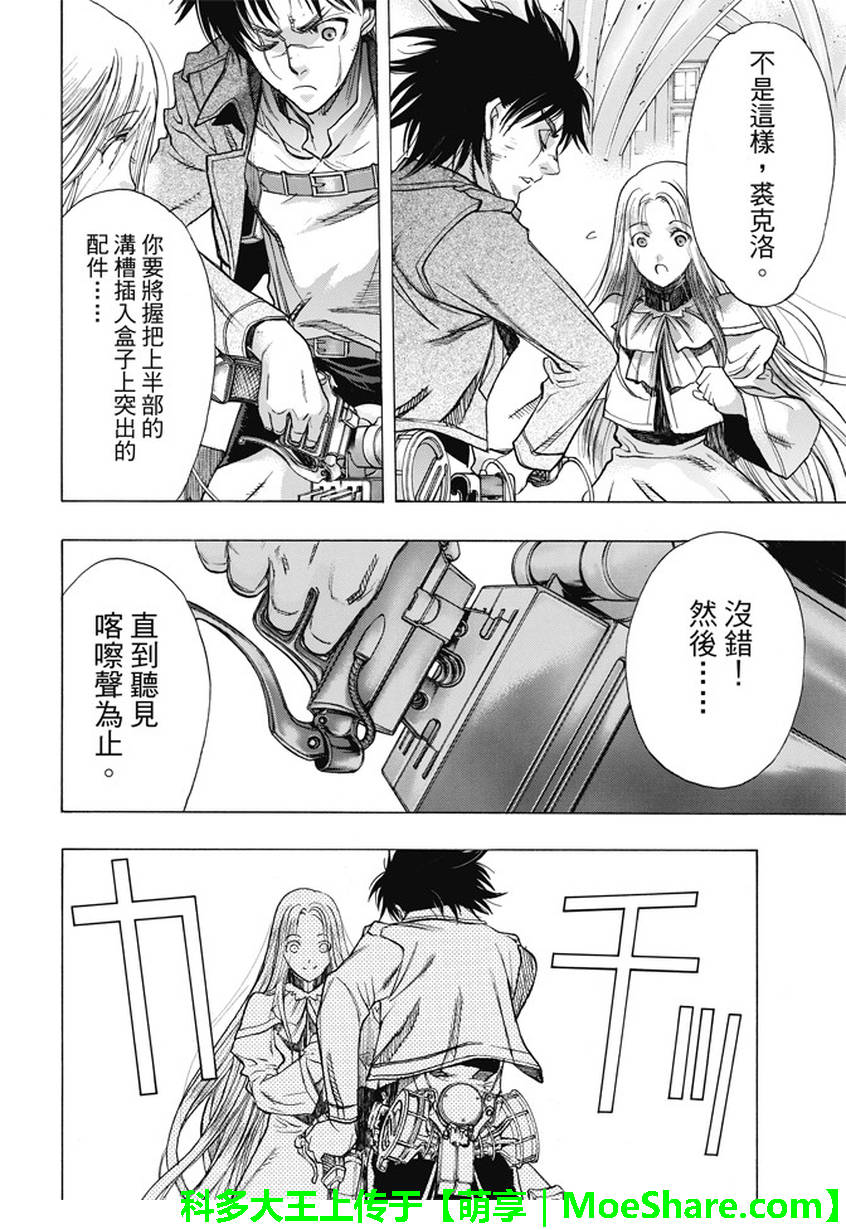 不是這樣，裘克洛。
你要將握把上半部的
溝槽插入盒子上突出的
配件……
沒錯！
然後……
直到聽見
喀嚓聲為止。
カチッ
科多大王上传于【萌享｜MoeShare.com】